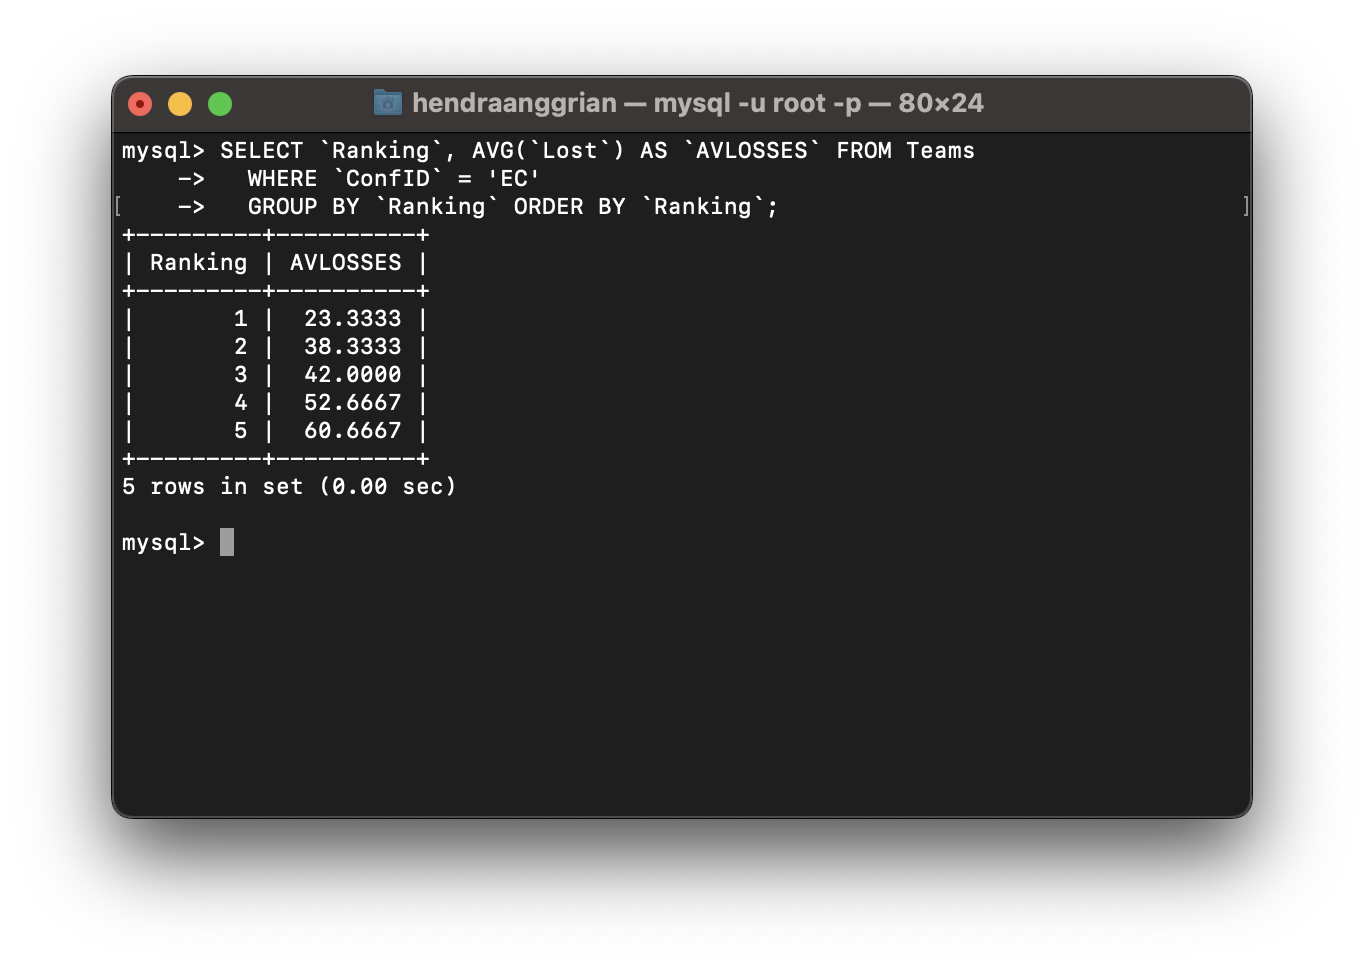 hendraanggrian — mysql -u root -p — 80×24
mysql> SELECT `Ranking`, AVG(`Lost`) AS `AVLOSSES` FROM Teams
    ->   WHERE `ConfID` = 'EC'
[    ->   GROUP BY `Ranking` ORDER BY `Ranking`; ]
+---------+----------+
| Ranking | AVLOSSES |
+---------+----------+
|       1 |  23.3333 |
|       2 |  38.3333 |
|       3 |  42.0000 |
|       4 |  52.6667 |
|       5 |  60.6667 |
+---------+----------+
5 rows in set (0.00 sec)
mysql>